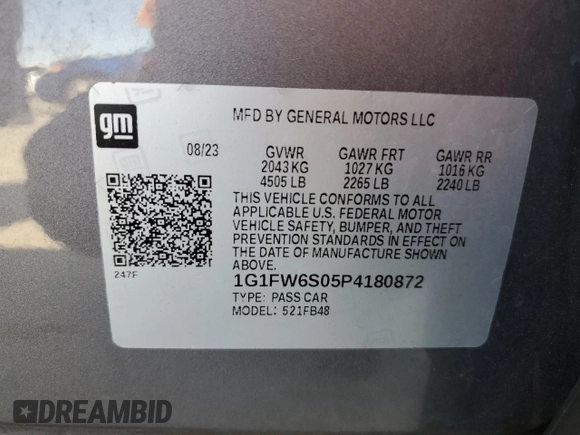 gm
MFD BY GENERAL MOTORS LLC
08/23 GVWR GAWR FRT GAWR RR
2043 KG 1027 KG 1016 KG
4505 LB 2265 LB 2240 LB
THIS VEHICLE CONFORMS TO ALL
APPLICABLE U.S. FEDERAL MOTOR
VEHICLE SAFETY, BUMPER, AND THEFT
PREVENTION STANDARDS IN EFFECT ON
THE DATE OF MANUFACTURE SHOWN
ABOVE.
247F
1G1FW6S05P4180872
TYPE: PASS CAR
MODEL: 521FB48
DREAMBID